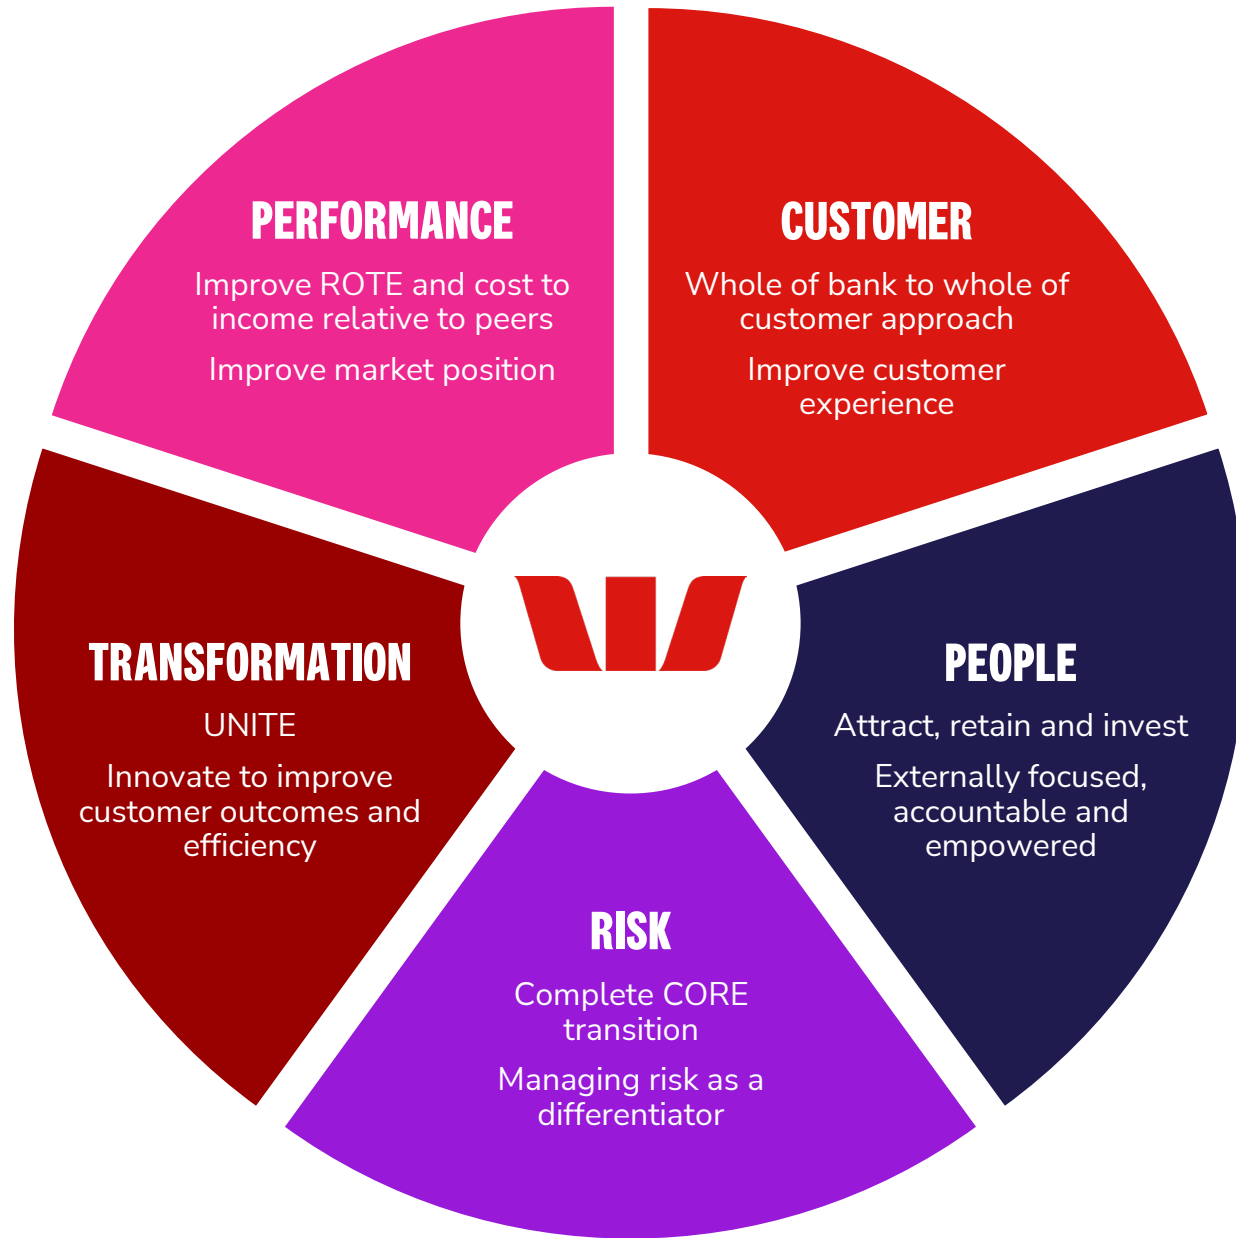 PERFORMANCE
Improve ROTE and cost to
income relative to peers
Improve market position
CUSTOMER
Whole of bank to whole of
customer approach
Improve customer
experience
TRANSFORMATION
UNITE
Innovate to improve
customer outcomes and
efficiency
PEOPLE
Attract, retain and invest
Externally focused,
accountable and
empowered
RISK
Complete CORE
transition
Managing risk as a
differentiator